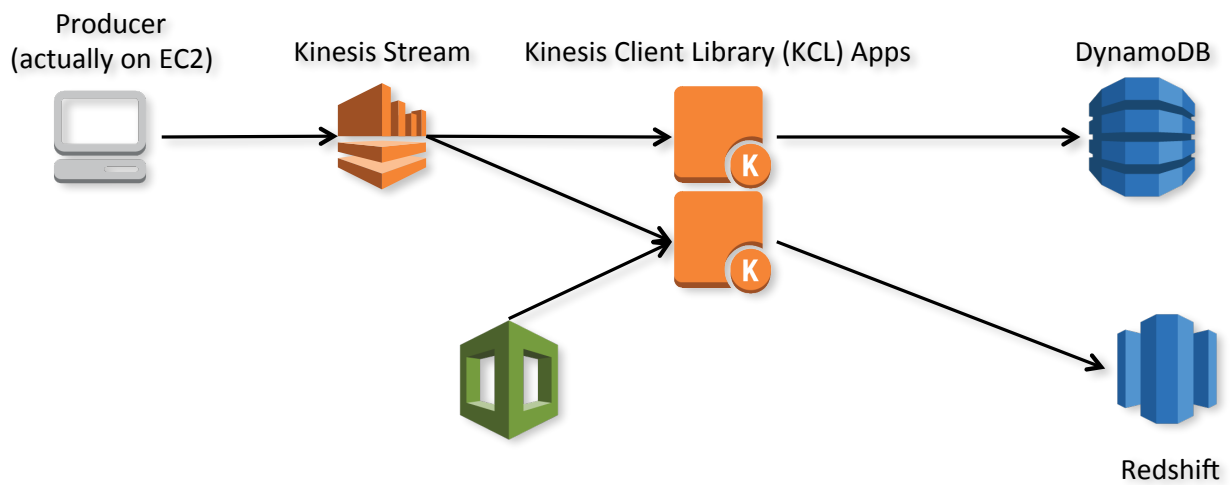 Producer
(actually on EC2)
Kinesis Stream
Kinesis Client Library (KCL) Apps
DynamoDB
K
K
Redshift